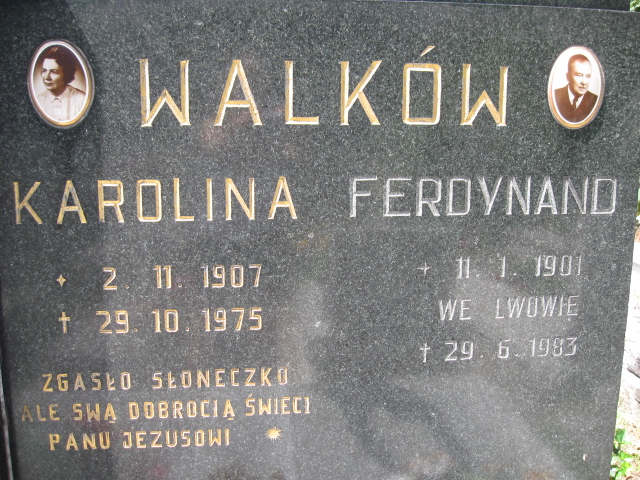 WALKÓW
KAROLINA
✦ 2. 11. 1907
† 29. 10. 1975
ZGASŁO SŁONECZKO
ALE SWĄ DOBROCIĄ ŚWIECI
PANU JEZUSOWI
FERDYNAND
✦ 11. 1. 1901
WE LWOWIE
† 29. 6. 1983